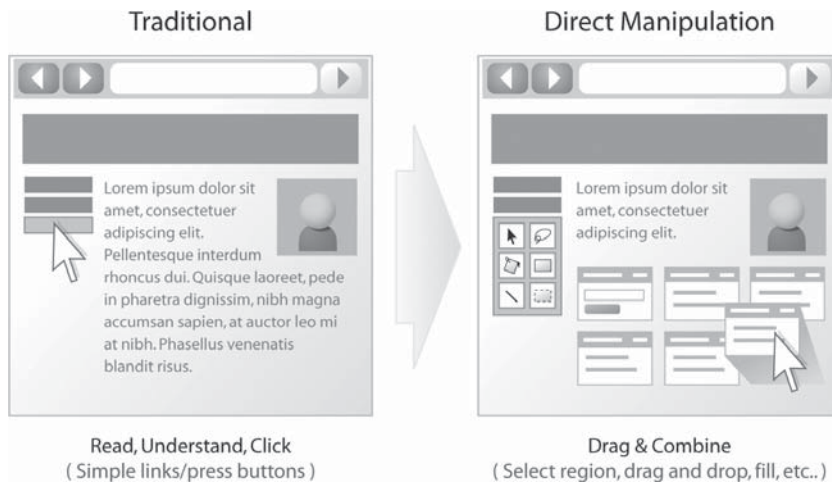 Traditional
Lorem ipsum dolor sit
amet, consectetuer
adipiscing elit.
Pellentesque interdum
rhoncus dui. Quisque laoreet, pede
in pharetra dignissim, nibh magna
accumsan sapien, at auctor leo mi
at nibh. Phasellus venenatis
blandit risus.
Read, Understand, Click
( Simple links/press buttons )
Direct Manipulation
Lorem ipsum dolor sit
amet, consectetuer
adipiscing elit.
Drag & Combine
( Select region, drag and drop, fill, etc.. )